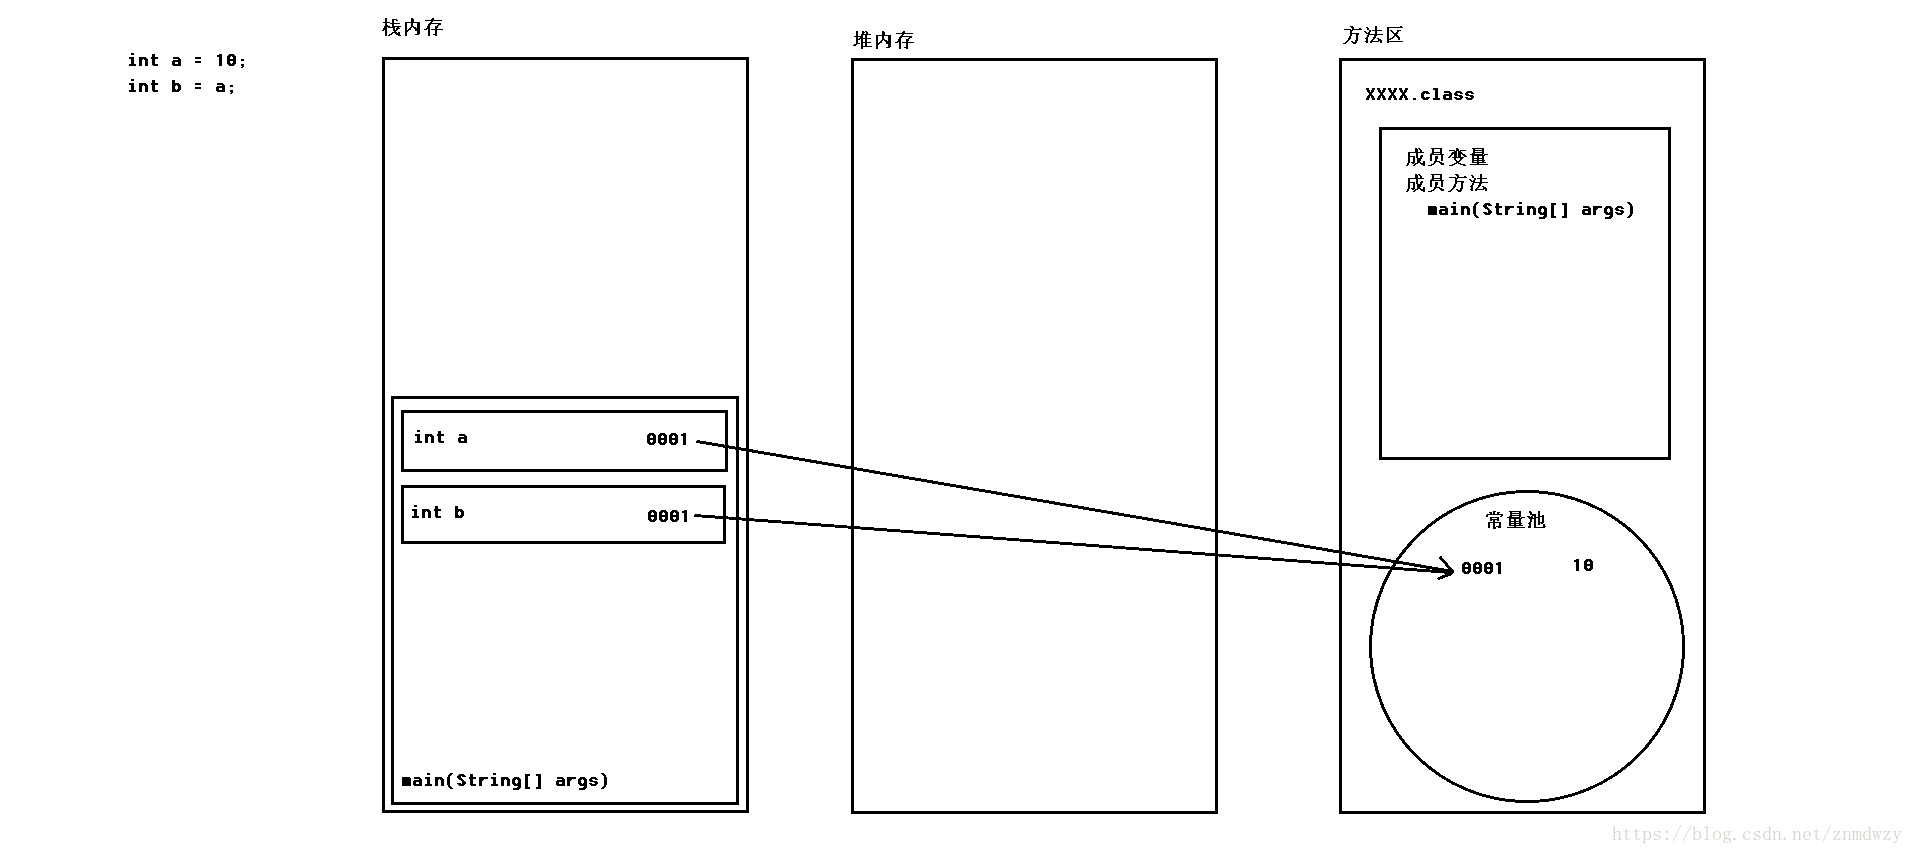 int a = 10;
int b = a;
栈内存
int a 0001
int b 0001
main(String[] args)
堆内存
方法区
XXXX.class
成员变量
成员方法
main(String[] args)
常量池
0001 10
https://blog.csdn.net/znmdwzy